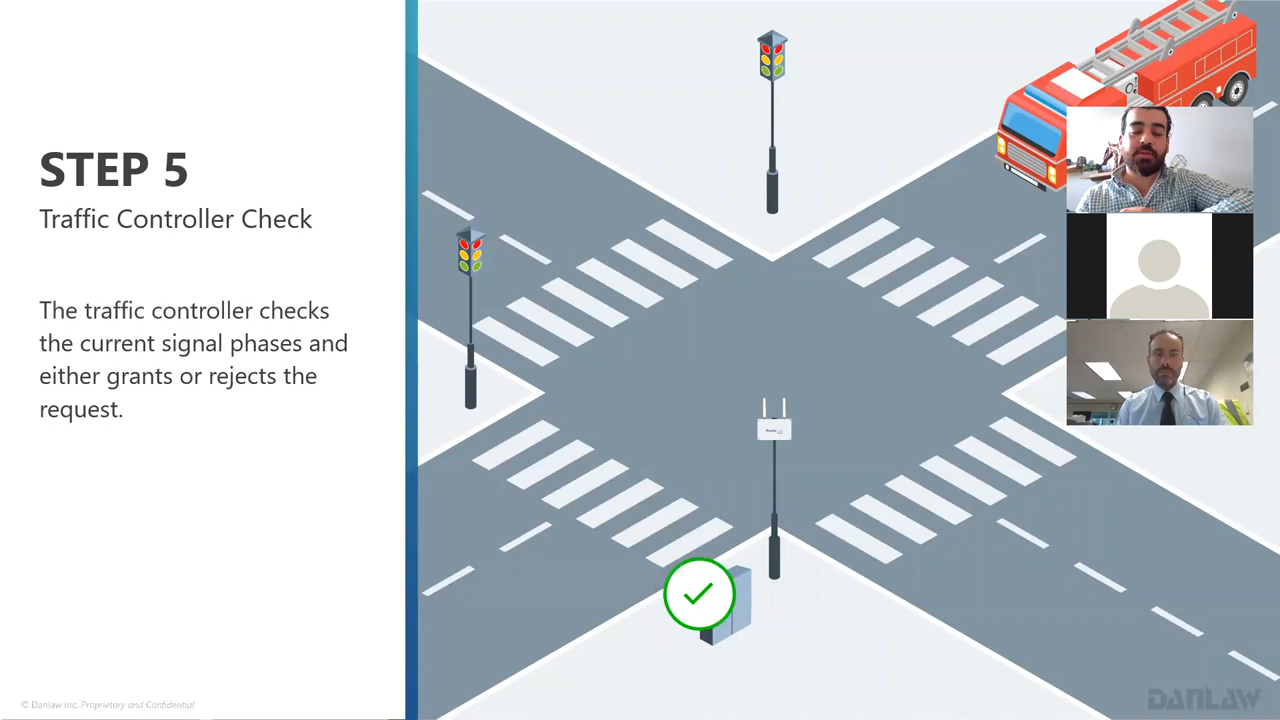 STEP 5
Traffic Controller Check
The traffic controller checks
the current signal phases and
either grants or rejects the
request.
© Danlaw Inc. Proprietary and Confidential
DANLAW